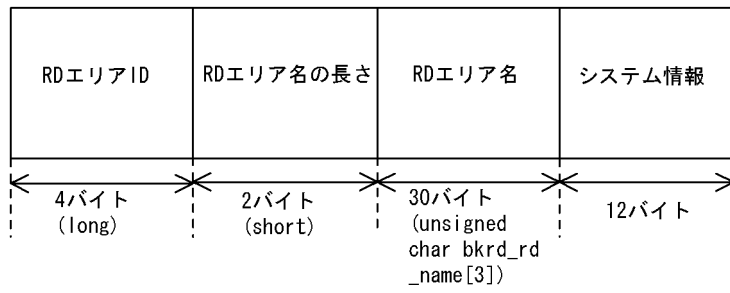 RDエリアID
RDエリア名の長さ
RDエリア名
システム情報
4バイト
(long)
2バイト
(short)
30バイト
(unsigned
char bkrd_rd
_name[3])
12バイト